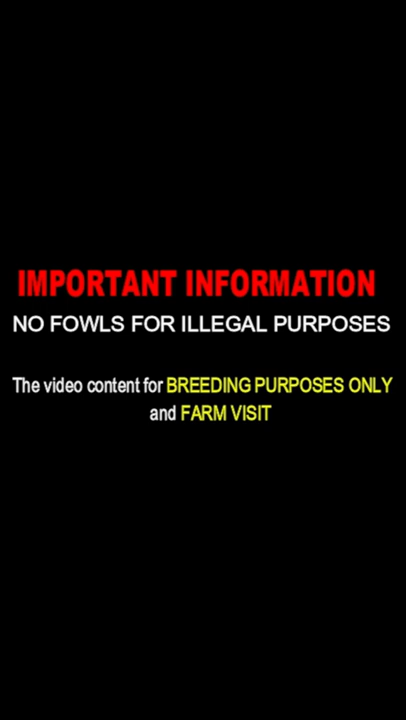 IMPORTANT INFORMATION
NO FOWLS FOR ILLEGAL PURPOSES
The video content for BREEDING PURPOSES ONLY
and FARM VISIT